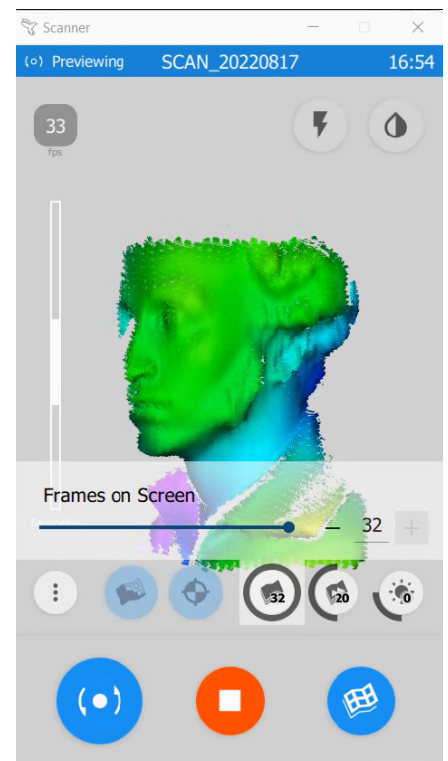 Scanner
Previewing SCAN_20220817 16:54
33
fps
Frames on Screen
32
32 20 0